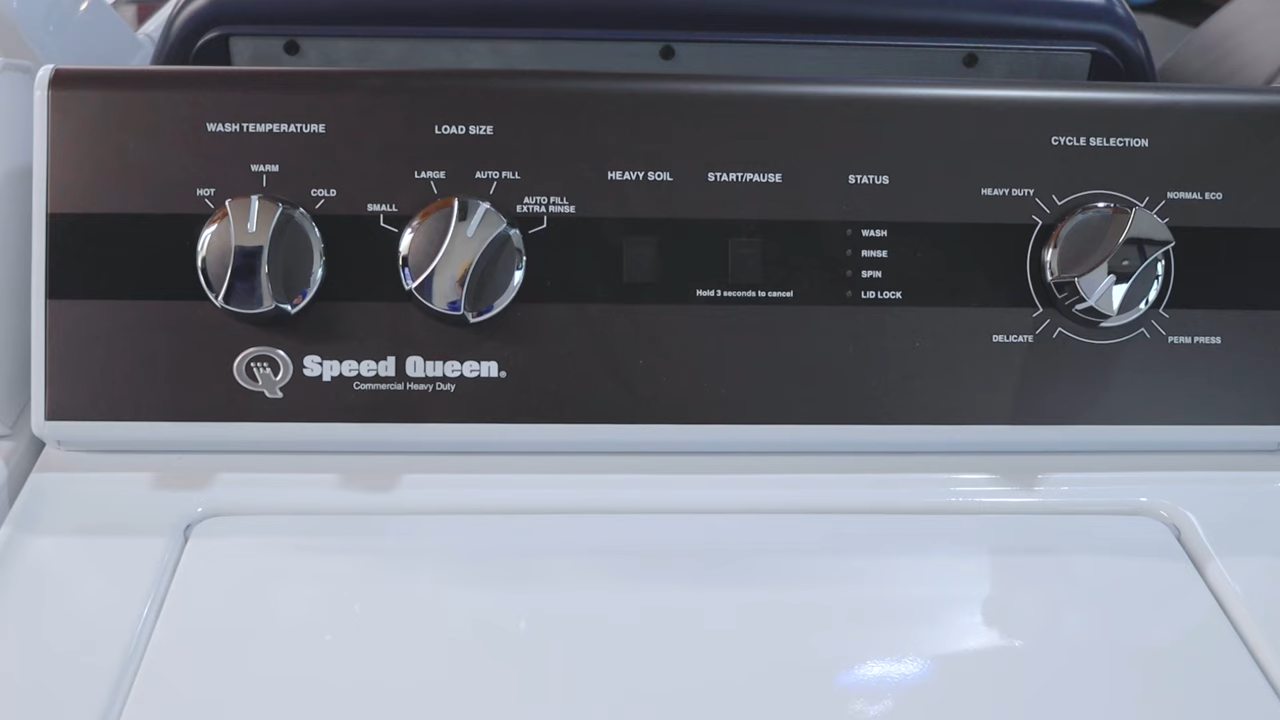 WASH TEMPERATURE
HOT
WARM
COLD
LOAD SIZE
SMALL
LARGE
AUTO FILL
AUTO FILL
EXTRA RINSE
HEAVY SOIL
START/PAUSE
Hold 3 seconds to cancel
STATUS
WASH
RINSE
SPIN
LID LOCK
CYCLE SELECTION
HEAVY DUTY
NORMAL ECO
DELICATE
PERM PRESS
Speed Queen®
Commercial Heavy Duty